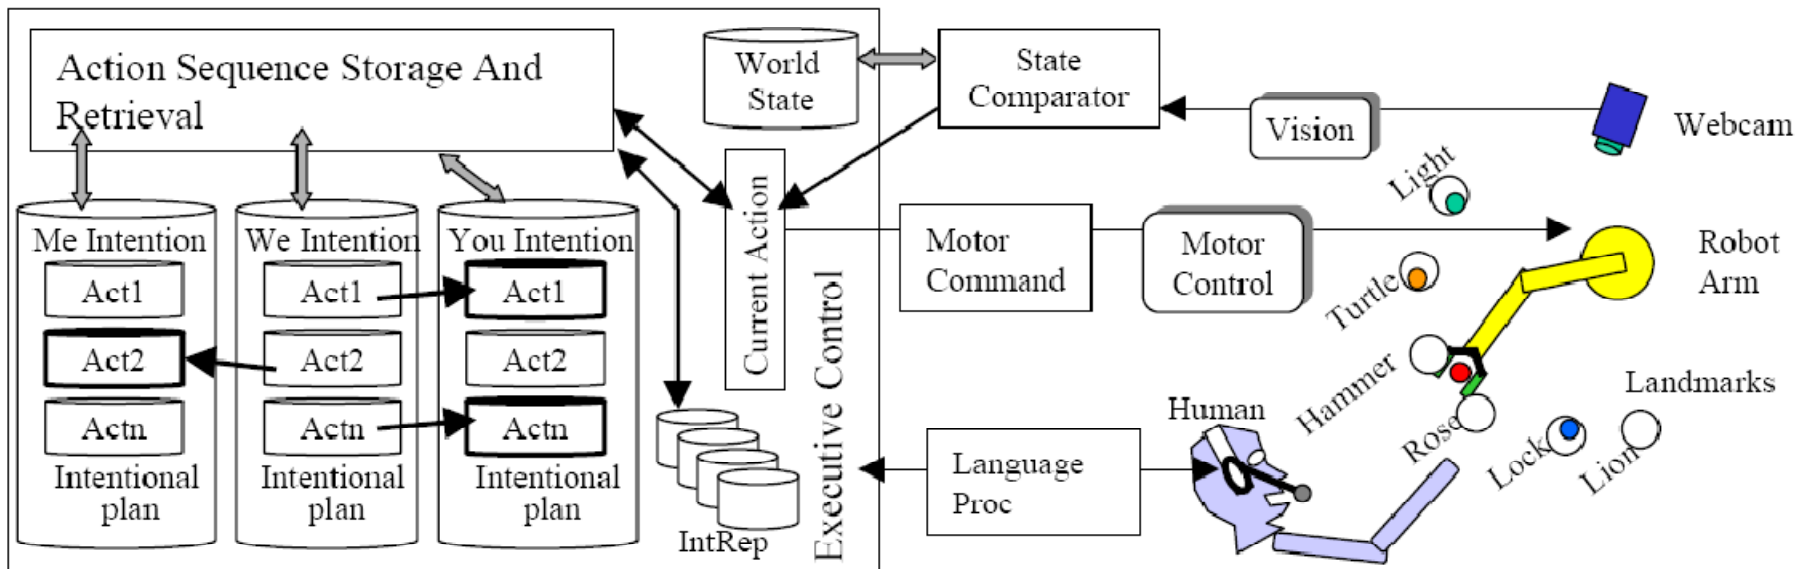 Action Sequence Storage And
Retrieval
World
State
State
Comparator
Vision
Webcam
Light
Me Intention
Act1
Act2
Actn
Intentional
plan
We Intention
Act1
Act2
Actn
Intentional
plan
You Intention
Act1
Act2
Actn
Intentional
plan
IntRep
Current Action
Executive Control
Motor
Command
Motor
Control
Robot
Arm
Turtle
Hammer
Landmarks
Rose
Lock
Lion
Human
Language
Proc